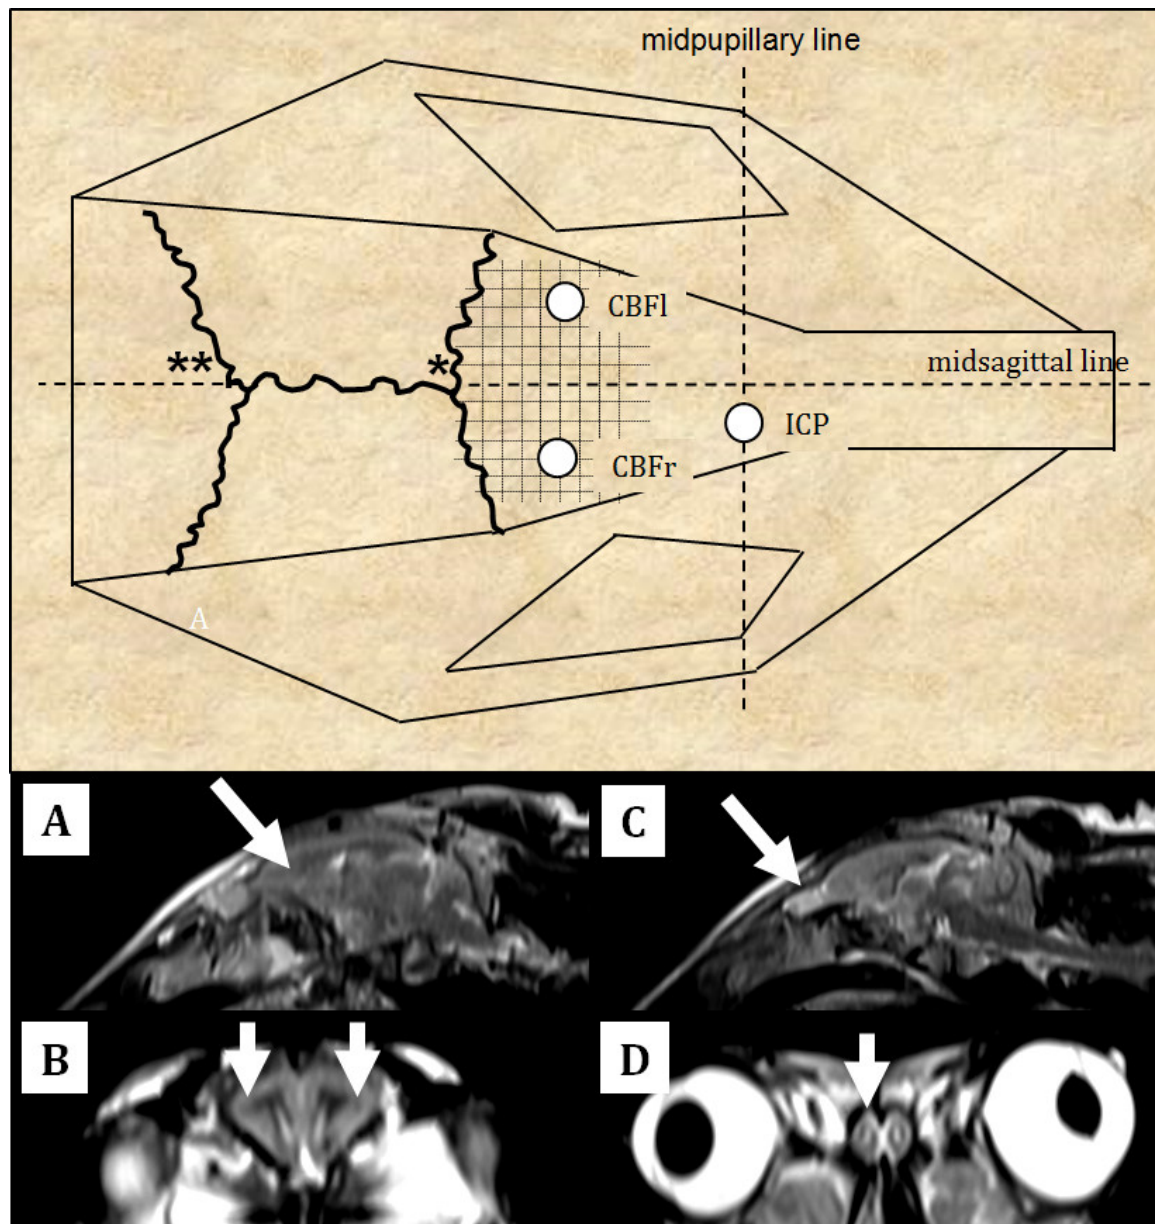 midpupillary line
CBFl
**
*
midsagittal line
ICP
CBFr
A
A
C
B
D